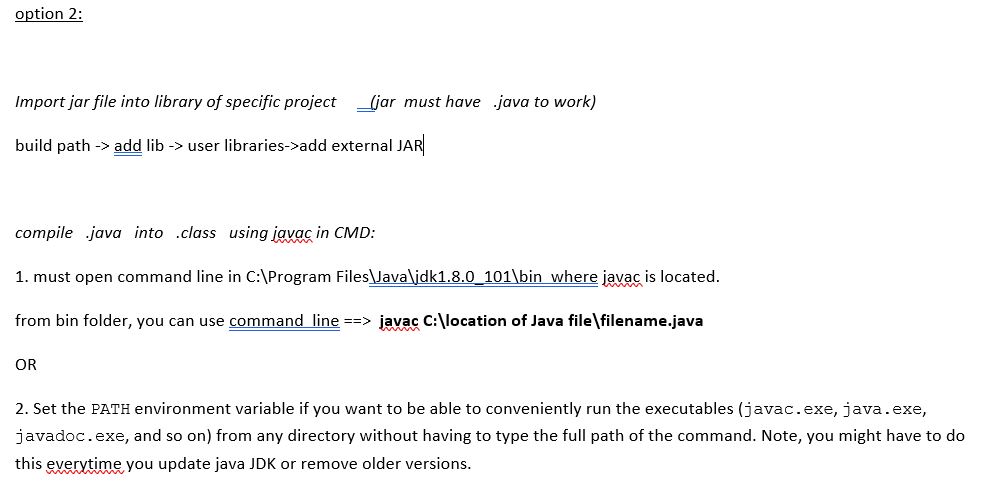 option 2:
Import jar file into library of specific project   (jar  must have  .java to work)
build path -> add lib -> user libraries->add external JAR
compile  .java  into  .class  using javac in CMD:
1. must open command line in C:\Program Files\Java\jdk1.8.0_101\bin  where javac is located.
from bin folder, you can use command  line ==>  javac C:\location of Java file\filename.java
OR
2. Set the PATH environment variable if you want to be able to conveniently run the executables (javac.exe, java.exe,
javadoc.exe, and so on) from any directory without having to type the full path of the command. Note, you might have to do
this everytime you update java JDK or remove older versions.